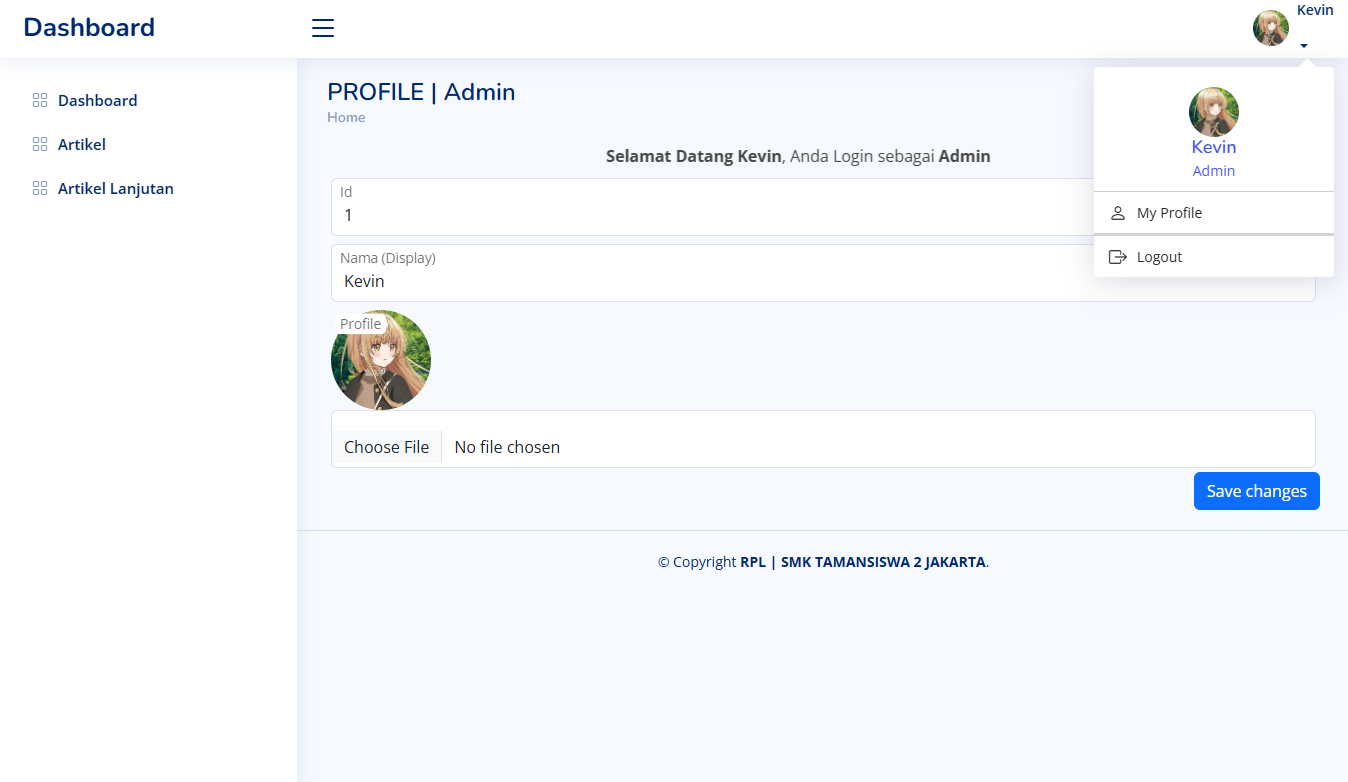 Dashboard
Kevin
Dashboard
Artikel
Artikel Lanjutan
PROFILE | Admin
Home
Selamat Datang Kevin, Anda Login sebagai Admin
Id
1
Nama (Display)
Kevin
Profile
Choose File No file chosen
Save changes
Kevin
Admin
My Profile
Logout
© Copyright RPL | SMK TAMANSISWA 2 JAKARTA.